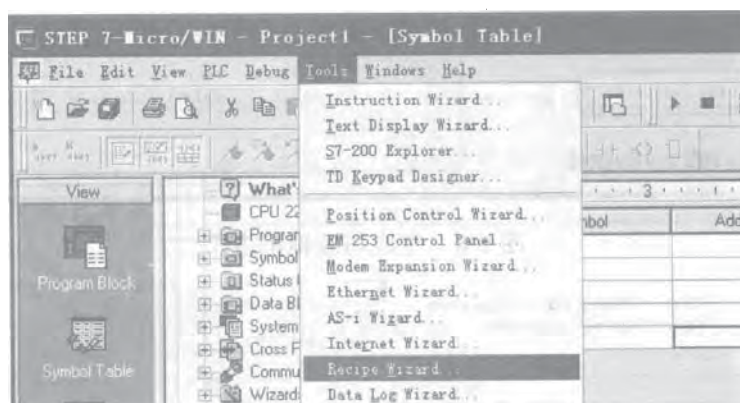 STEP 7-Micro/WIN - Project1 - [Symbol Table]
File Edit View PLC Debug Tools Windows Help
Instruction Wizard...
Text Display Wizard...
S7-200 Explorer...
TD Keypad Designer...
Position Control Wizard...
EM 253 Control Panel...
Modem Expansion Wizard...
Ethernet Wizard...
AS-i Wizard...
Internet Wizard...
Recipe Wizard...
Data Log Wizard...
View
Program Block
Symbol Table
What's
CPU 22
Program
Symbol
Status
Data Bl
System
Cross F
Commu
Wizard
3
mbol
Add